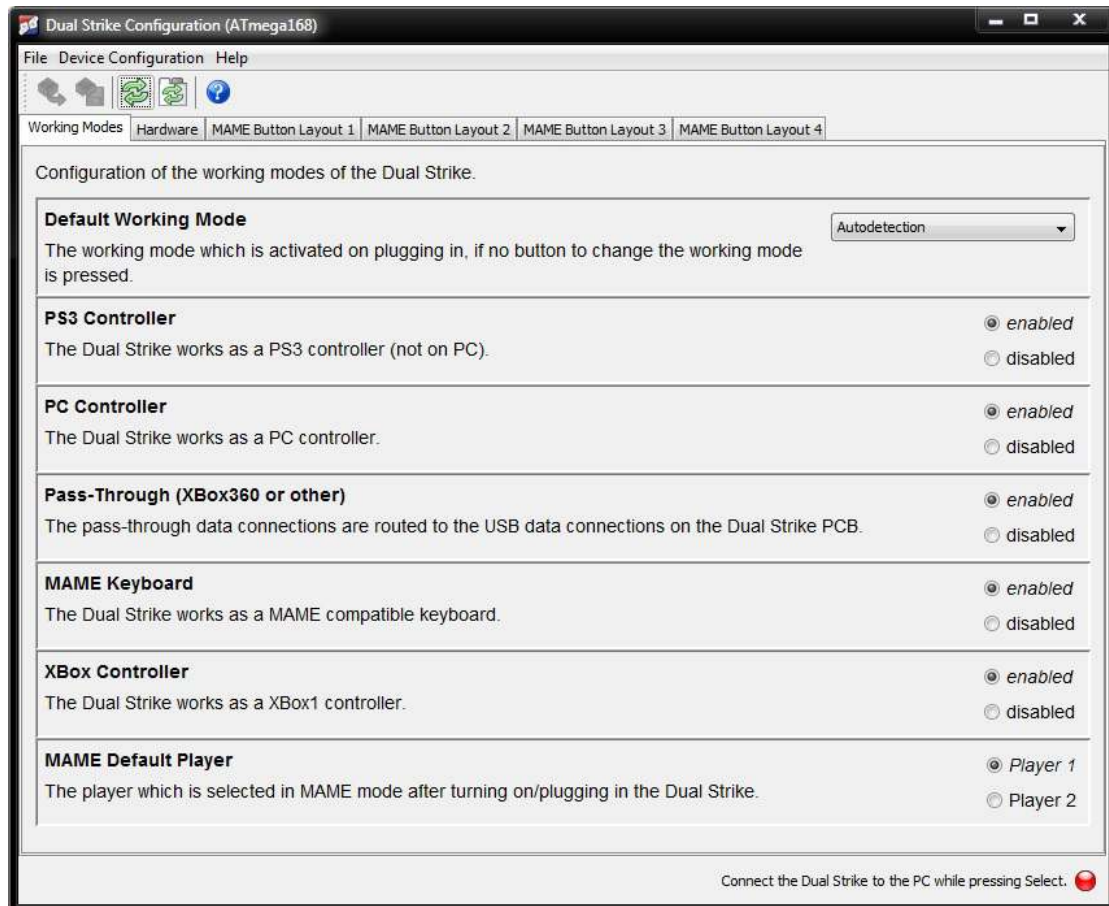 Dual Strike Configuration (ATmega168)
File Device Configuration Help
Working Modes Hardware MAME Button Layout 1 MAME Button Layout 2 MAME Button Layout 3 MAME Button Layout 4
Configuration of the working modes of the Dual Strike.
Default Working Mode
Autodetection
The working mode which is activated on plugging in, if no button to change the working mode
is pressed.
PS3 Controller
enabled
The Dual Strike works as a PS3 controller (not on PC).
disabled
PC Controller
enabled
The Dual Strike works as a PC controller.
disabled
Pass-Through (XBox360 or other)
enabled
The pass-through data connections are routed to the USB data connections on the Dual Strike PCB.
disabled
MAME Keyboard
enabled
The Dual Strike works as a MAME compatible keyboard.
disabled
XBox Controller
enabled
The Dual Strike works as a XBox1 controller.
disabled
MAME Default Player
Player 1
The player which is selected in MAME mode after turning on/plugging in the Dual Strike.
Player 2
Connect the Dual Strike to the PC while pressing Select.